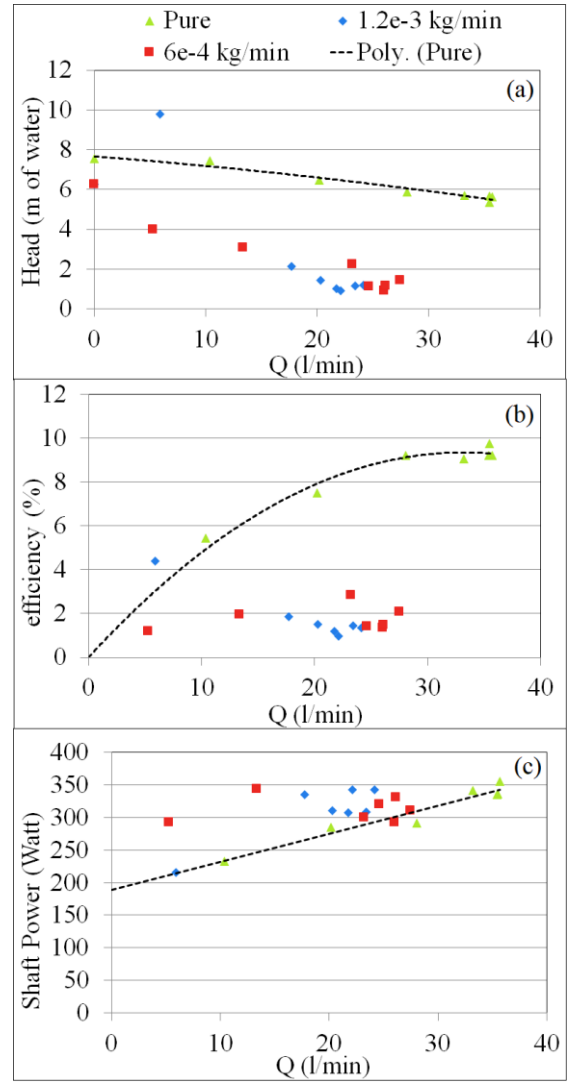 Pure 1.2e-3 kg/min
6e-4 kg/min Poly. (Pure)
(a)
Head (m of water)
12
10
8
6
4
2
0
0 10 20 30 40
Q (l/min)
(b)
efficiency (%)
12
10
8
6
4
2
0
0 10 20 30 40
Q (l/min)
(c)
Shaft Power (Watt)
400
350
300
250
200
150
100
50
0
0 10 20 30 40
Q (l/min)